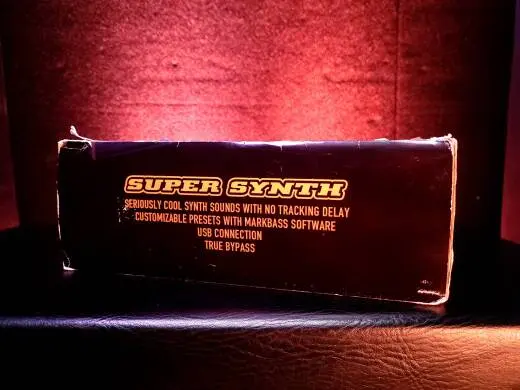 SUPER SYNTH
SERIOUSLY COOL SYNTH SOUNDS WITH NO TRACKING DELAY
CUSTOMIZABLE PRESETS WITH MARKBASS SOFTWARE
USB CONNECTION
TRUE BYPASS